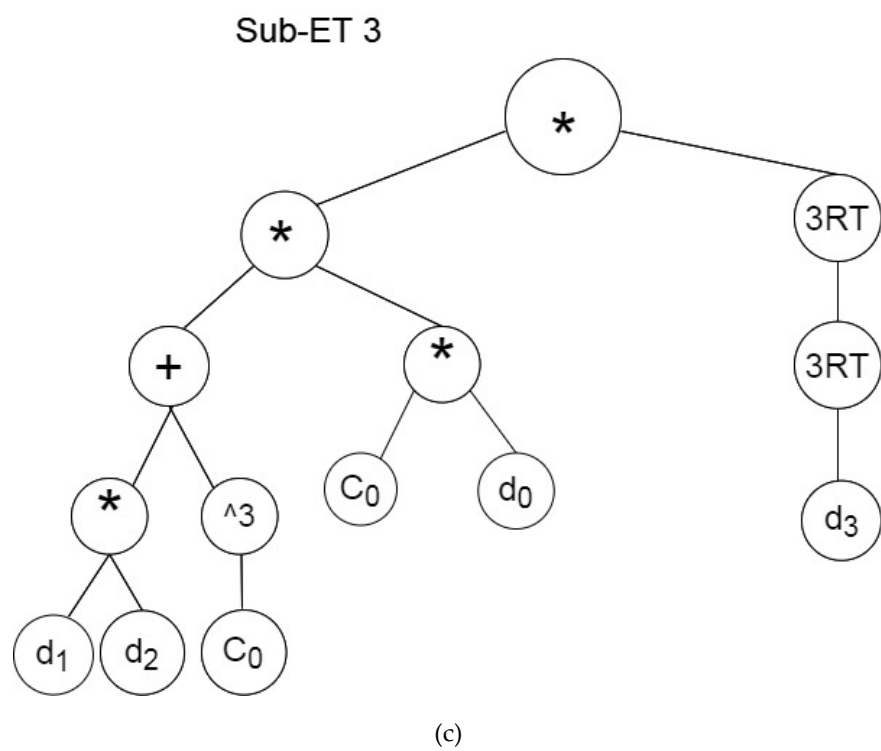 Sub-ET 3
*
* 3RT
+ * 3RT
* ^3 C0 d0 d3
d1 d2 C0
(c)